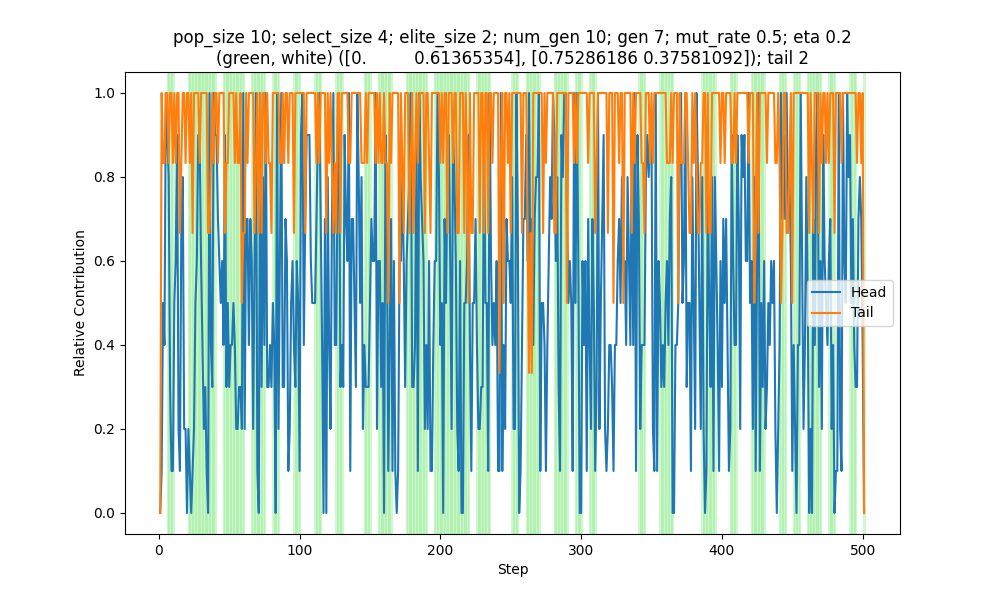 pop_size 10; select_size 4; elite_size 2; num_gen 10; gen 7; mut_rate 0.5; eta 0.2
(green, white) ([0. 0.61365354], [0.75286186 0.37581092]); tail 2
1.0
0.8
0.6
0.4
0.2
0.0
Relative Contribution
Head
Tail
0
100
200
300
400
500
Step